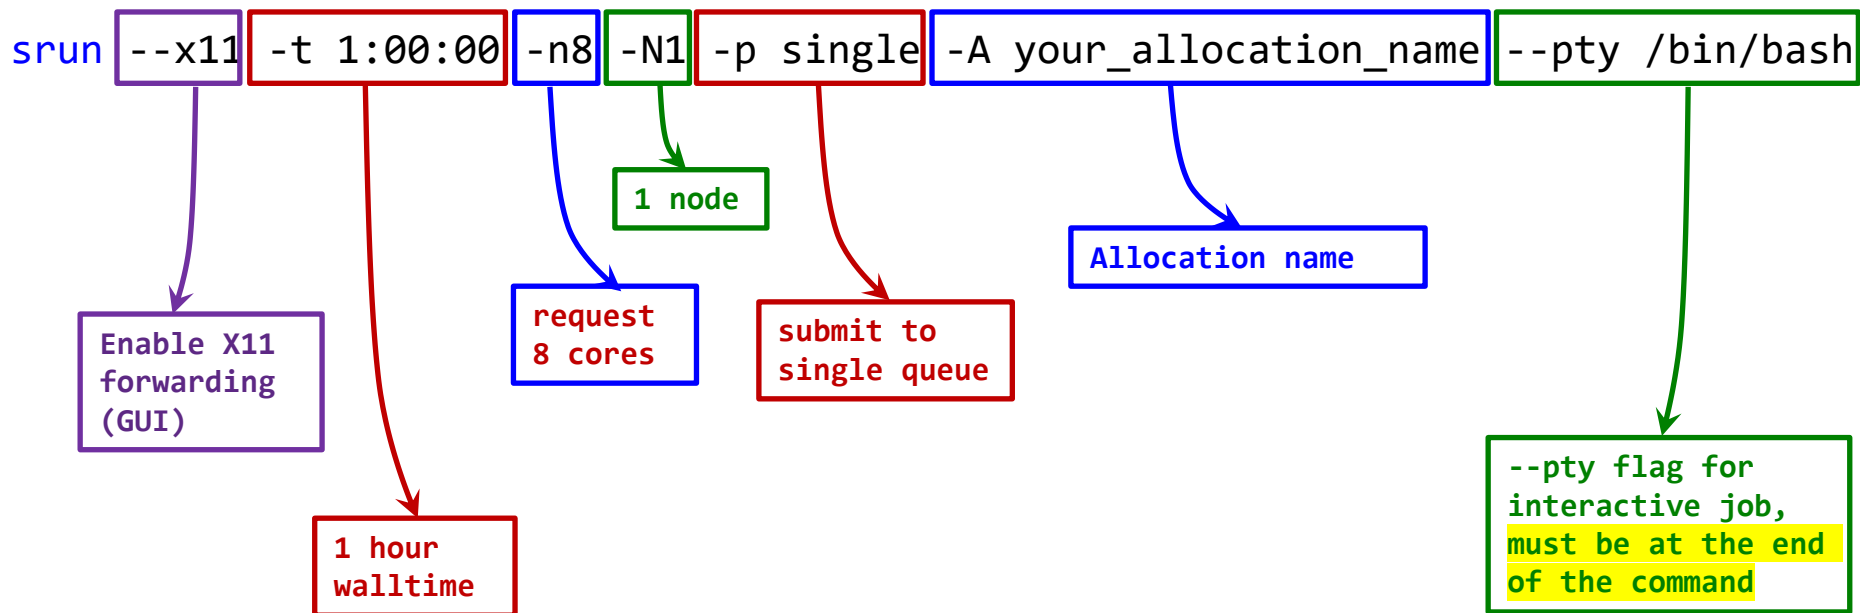 srun --x11 -t 1:00:00 -n8 -N1 -p single -A your_allocation_name --pty /bin/bash
1 node
Allocation name
request
8 cores
submit to
single queue
Enable X11
forwarding
(GUI)
--pty flag for
interactive job,
must be at the end
of the command
1 hour
walltime